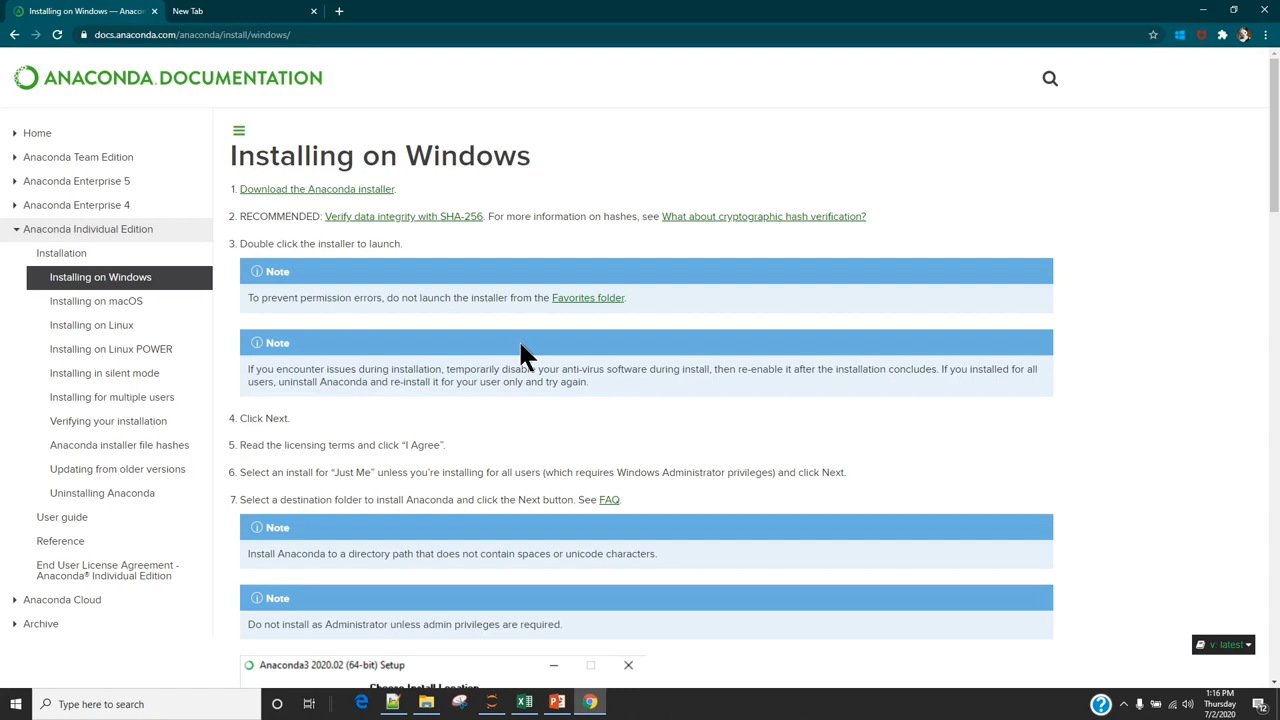 Installing on Windows — Anacon
New Tab
docs.anaconda.com/anaconda/install/windows/
ANACONDA DOCUMENTATION
Home
Anaconda Team Edition
Anaconda Enterprise 5
Anaconda Enterprise 4
Anaconda Individual Edition
Installation
Installing on Windows
Installing on macOS
Installing on Linux
Installing on Linux POWER
Installing in silent mode
Installing for multiple users
Verifying your installation
Anaconda installer file hashes
Updating from older versions
Uninstalling Anaconda
User guide
Reference
End User License Agreement -
Anaconda® Individual Edition
Anaconda Cloud
Archive
Installing on Windows
1. Download the Anaconda installer.
2. RECOMMENDED: Verify data integrity with SHA-256. For more information on hashes, see What about cryptographic hash verification?
3. Double click the installer to launch.
Note
To prevent permission errors, do not launch the installer from the Favorites folder.
Note
If you encounter issues during installation, temporarily disable your anti-virus software during install, then re-enable it after the installation concludes. If you installed for all
users, uninstall Anaconda and re-install it for your user only and try again.
4. Click Next.
5. Read the licensing terms and click “I Agree”.
6. Select an install for “Just Me” unless you’re installing for all users (which requires Windows Administrator privileges) and click Next.
7. Select a destination folder to install Anaconda and click the Next button. See FAQ.
Note
Install Anaconda to a directory path that does not contain spaces or unicode characters.
Note
Do not install as Administrator unless admin privileges are required.
Anaconda3 2020.02 (64-bit) Setup
Choose Install Location
v: latest
Type here to search
1:16 PM
Thursday
7/2/2020
12